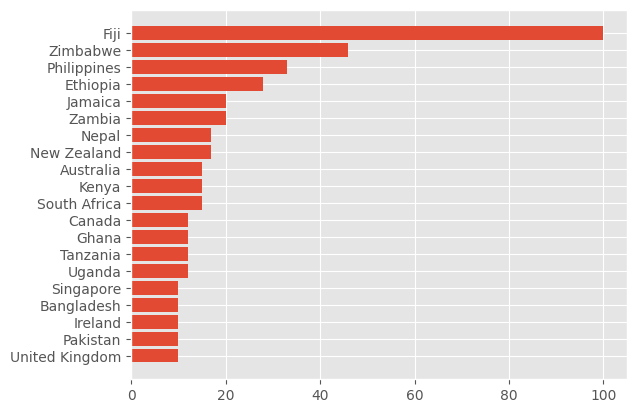 Fiji
Zimbabwe
Philippines
Ethiopia
Jamaica
Zambia
Nepal
New Zealand
Australia
Kenya
South Africa
Canada
Ghana
Tanzania
Uganda
Singapore
Bangladesh
Ireland
Pakistan
United Kingdom
0 20 40 60 80 100